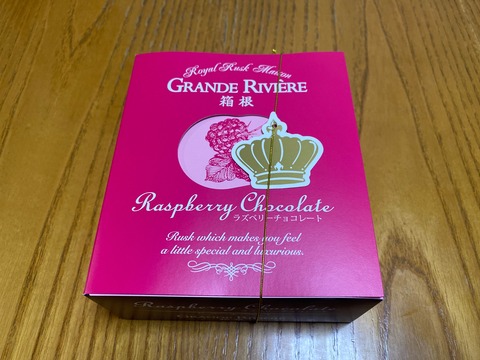 Royal Rusk Maison
GRANDE RIVIÈRE
箱根
Raspberry Chocolate
ラズベリーチョコレート
Rusk which makes you feel
a little special and luxurious.
Raspberry Chocolate